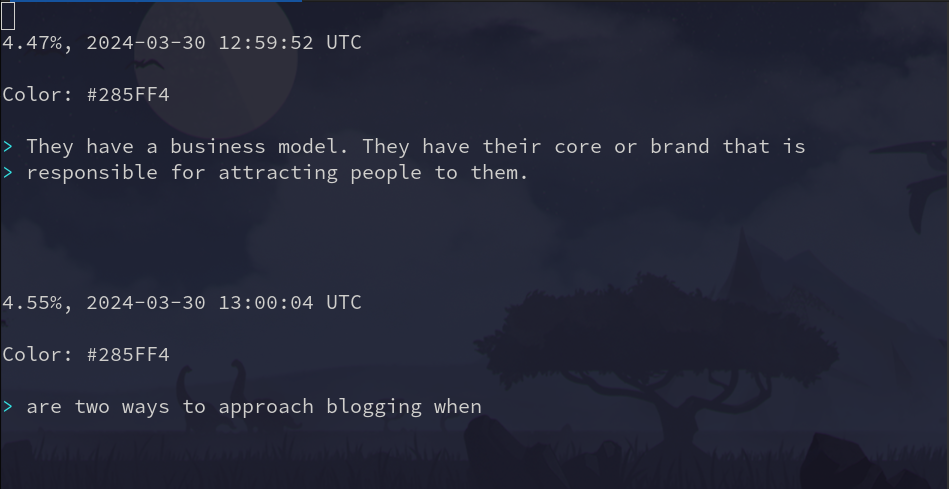 4.47%, 2024-03-30 12:59:52 UTC
Color: #285FF4
> They have a business model. They have their core or brand that is
> responsible for attracting people to them.
4.55%, 2024-03-30 13:00:04 UTC
Color: #285FF4
> are two ways to approach blogging when